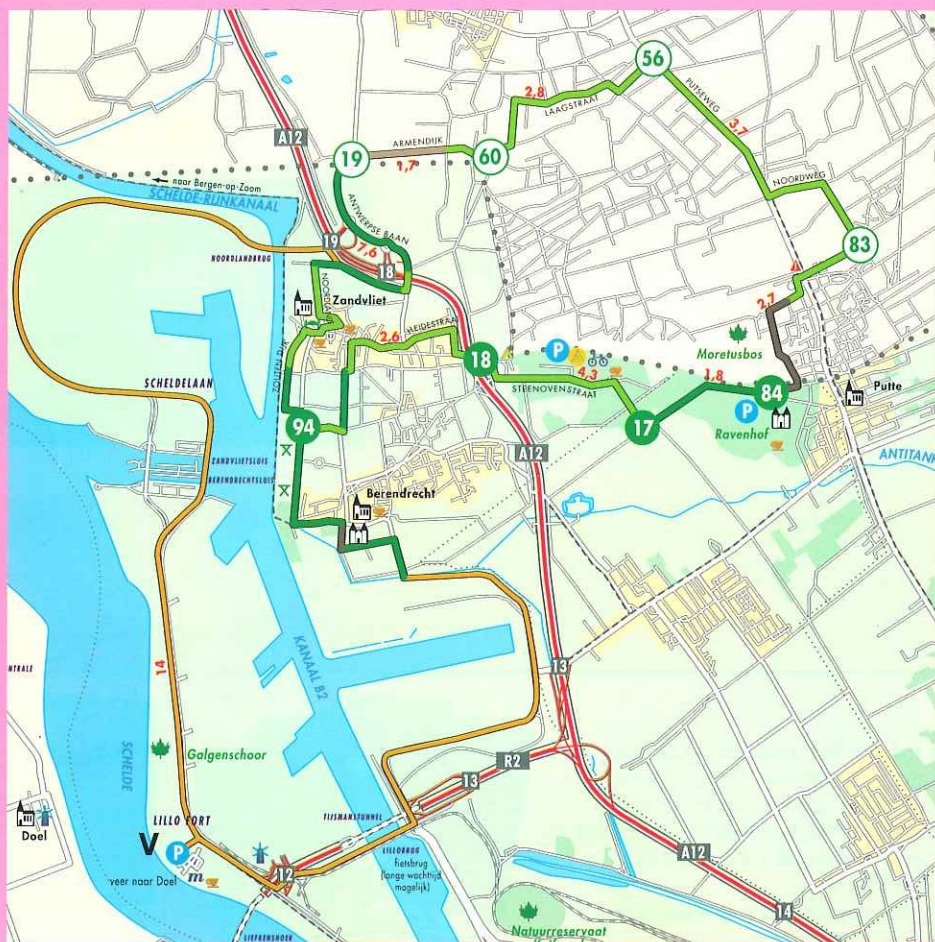 56
2,8
LAAGSTRAAT
PUTSEWEG
3,7
A12
ARMENDIJK
19
60
1,7
naar Bergen-op-Zoom
SCHELDE-RIJNKANAAL
NOORDWEG
ANTWERPSE BAAN
83
19
7,6
NOORDLANDBRUG
18
NOORDLAND
Zandvliet
2,7
HEIDESTRAAT
2,6
Moretusbos
ZOUTEN DIJK
18
P
4,3
SCHELDELAAN
STEENOVENSTRAAT
1,8
84
Putte
P
94
17
Ravenhof
A12
ANTITANK
ZANDVLIETSLUIS
BERENDRECHTSLUIS
Berendrecht
KANAAL B2
14
NTRALE
13
SCHELDE
Galgenschoor
R2
13
LILLO FORT
TIJSMANSTUNNEL
Doel
V
P
LILLOBRUG
fietsbrug
(lange wachttijd
mogelijk)
A12
veer naar Doel
m
12
14
LIEFKENSHOEK
Natuurreservaat